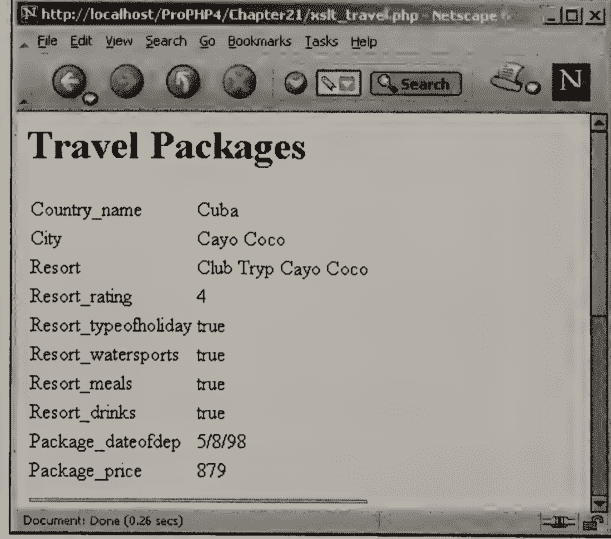 http://localhost/ProPHP4/Chapter21/xslt_travel.php - Netscape 6
File Edit View Search Go Bookmarks Tasks Help
Search N
Travel Packages
Country_name Cuba
City Cayo Coco
Resort Club Tryp Cayo Coco
Resort_rating 4
Resort_typeofholiday true
Resort_watersports true
Resort_meals true
Resort_drinks true
Package_dateofdep 5/8/98
Package_price 879
Document: Done (0.26 secs)